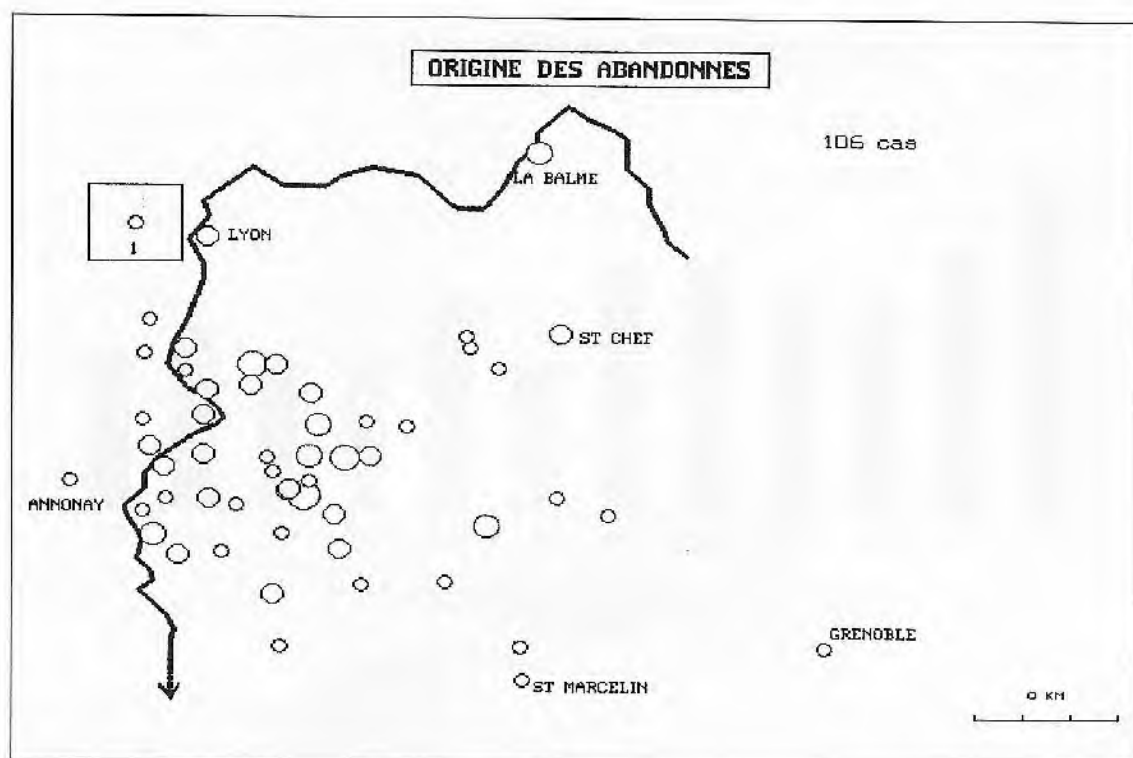 ORIGINE DES ABANDONNES
106 cas
LA BALME
LYON
1
ST CHEF
ANNONAY
GRENOBLE
ST MARCELIN
0 KM